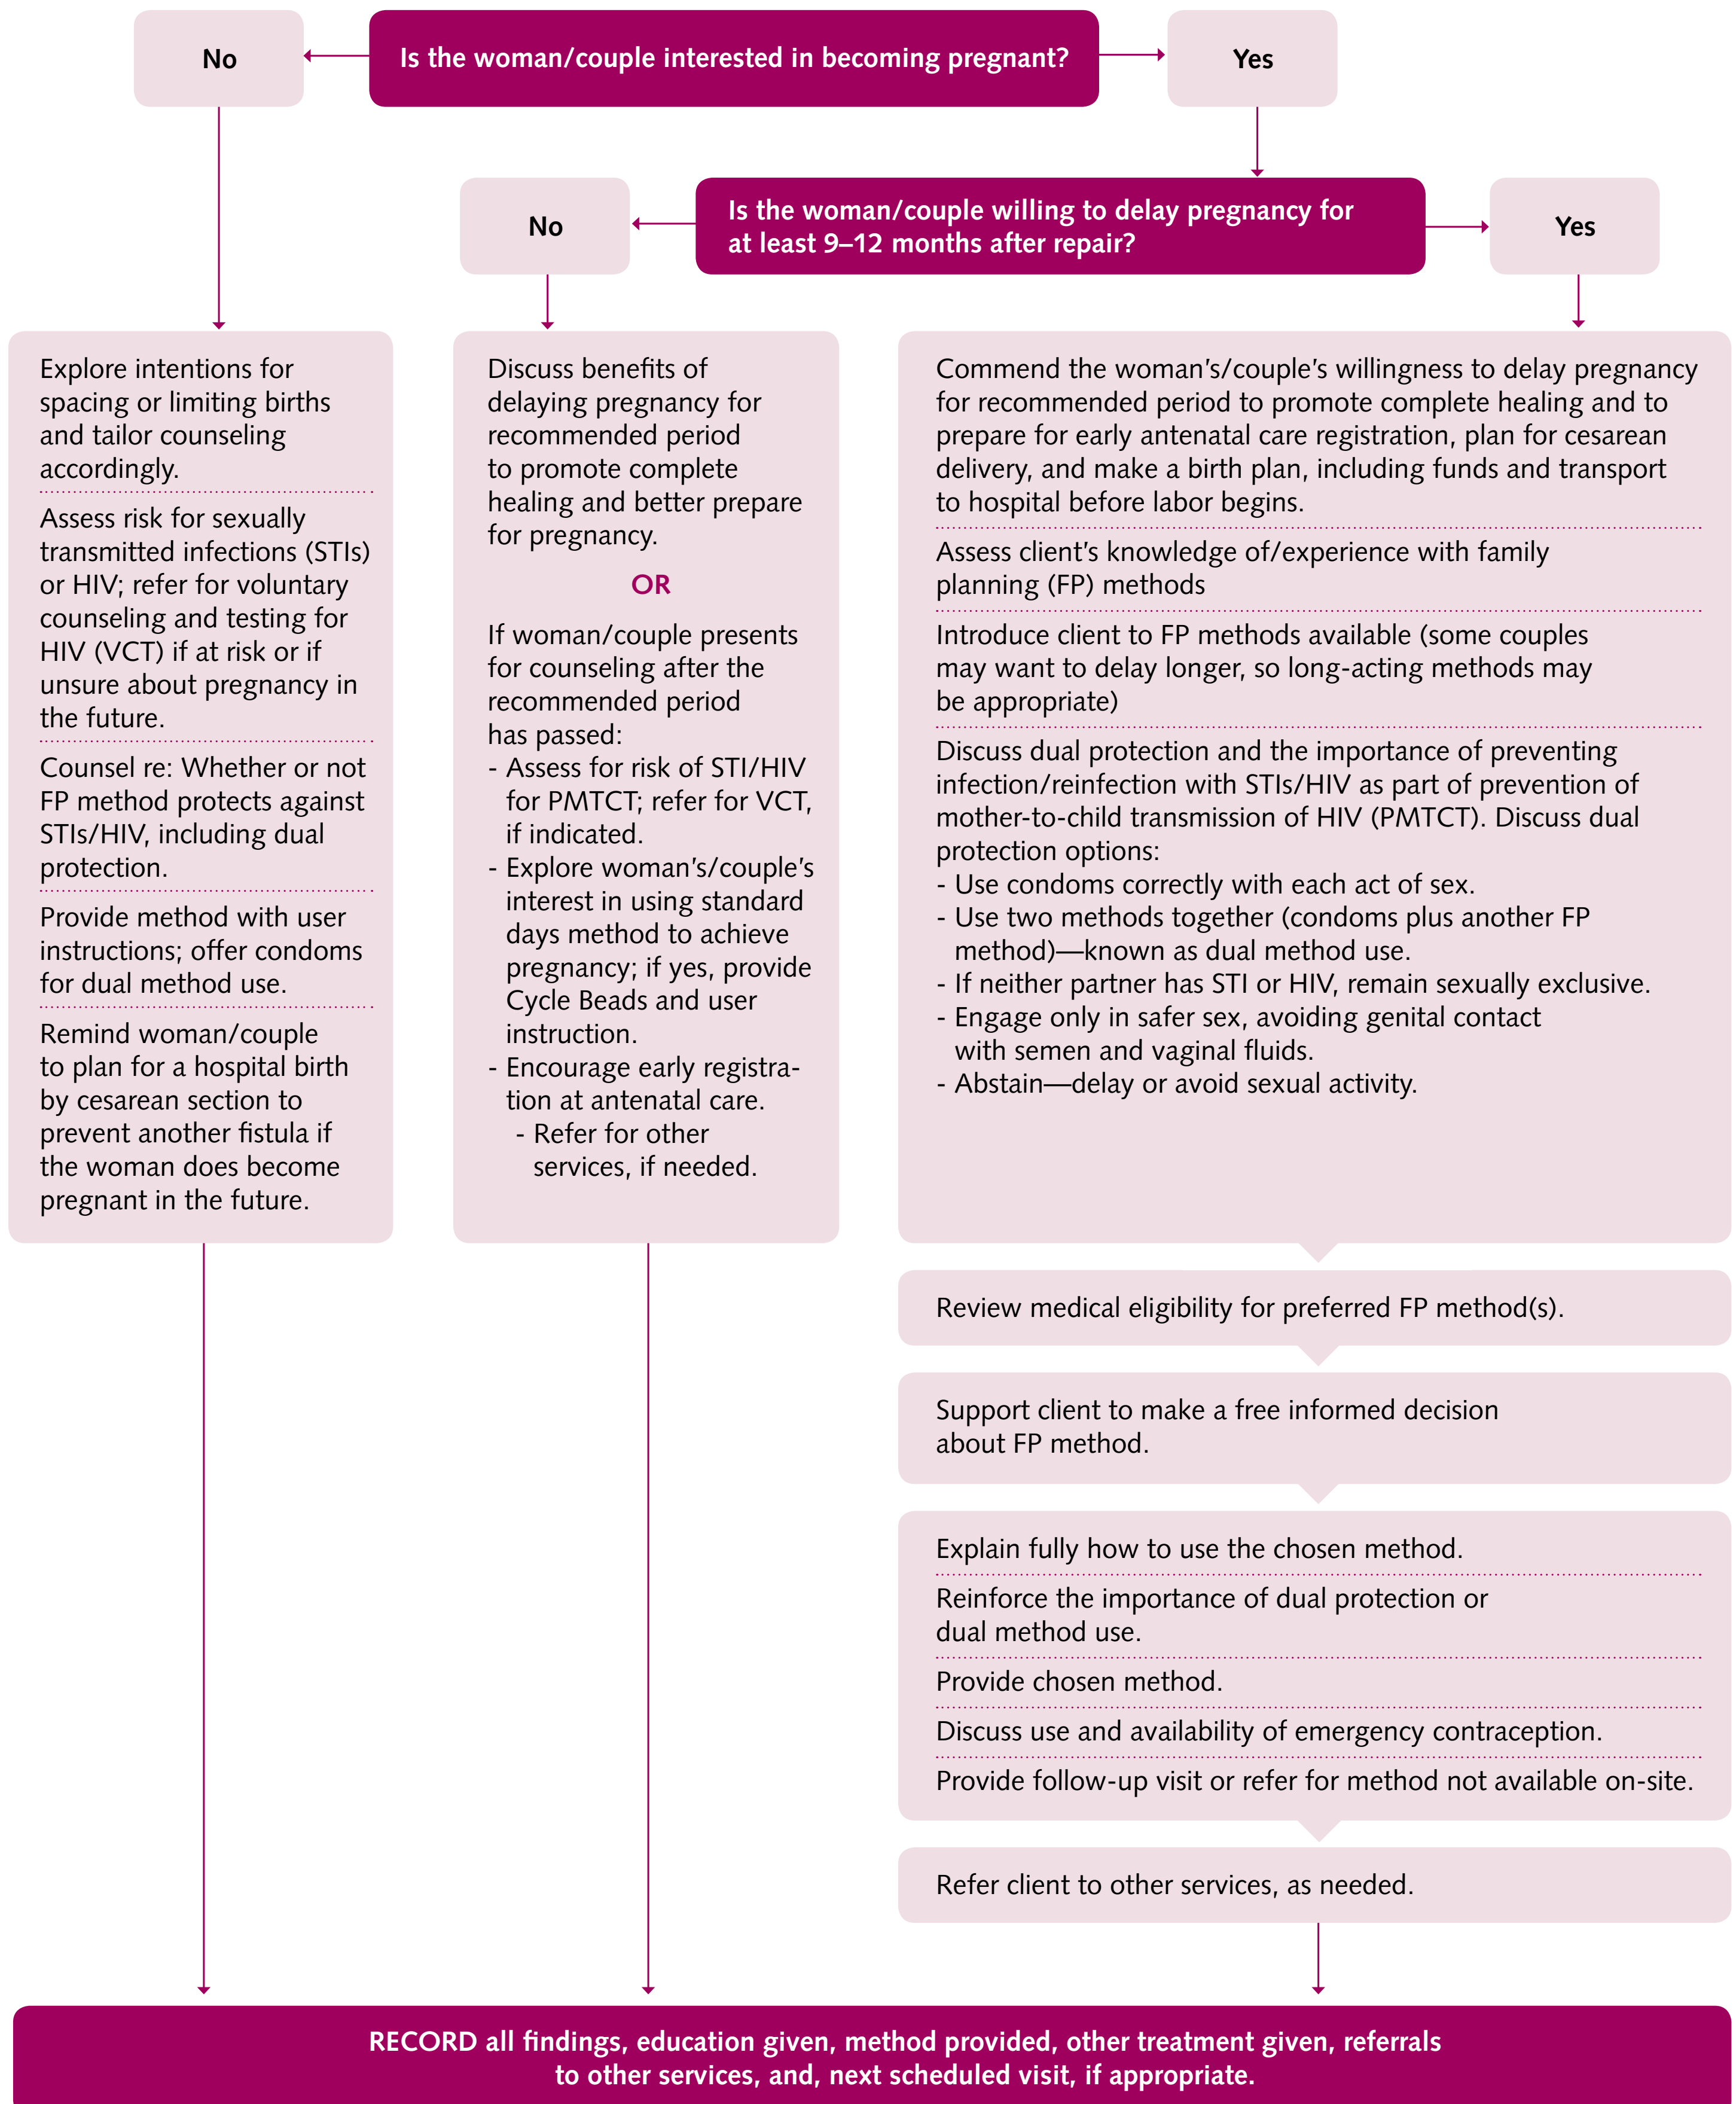 No
Is the woman/couple interested in becoming pregnant?
Yes
No
Is the woman/couple willing to delay pregnancy for
at least 9–12 months after repair?
Yes
Explore intentions for
spacing or limiting births
and tailor counseling
accordingly.
Assess risk for sexually
transmitted infections (STIs)
or HIV; refer for voluntary
counseling and testing for
HIV (VCT) if at risk or if
unsure about pregnancy in
the future.
Counsel re: Whether or not
FP method protects against
STIs/HIV, including dual
protection.
Provide method with user
instructions; offer condoms
for dual method use.
Remind woman/couple
to plan for a hospital birth
by cesarean section to
prevent another fistula if
the woman does become
pregnant in the future.
Discuss benefits of
delaying pregnancy for
recommended period
to promote complete
healing and better prepare
for pregnancy.
OR
If woman/couple presents
for counseling after the
recommended period
has passed:
- Assess for risk of STI/HIV
for PMTCT; refer for VCT,
if indicated.
- Explore woman's/couple's
interest in using standard
days method to achieve
pregnancy; if yes, provide
Cycle Beads and user
instruction.
- Encourage early registra-
tion at antenatal care.
- Refer for other
services, if needed.
Commend the woman's/couple's willingness to delay pregnancy
for recommended period to promote complete healing and to
prepare for early antenatal care registration, plan for cesarean
delivery, and make a birth plan, including funds and transport
to hospital before labor begins.
Assess client's knowledge of/experience with family
planning (FP) methods
Introduce client to FP methods available (some couples
may want to delay longer, so long-acting methods may
be appropriate)
Discuss dual protection and the importance of preventing
infection/reinfection with STIs/HIV as part of prevention of
mother-to-child transmission of HIV (PMTCT). Discuss dual
protection options:
- Use condoms correctly with each act of sex.
- Use two methods together (condoms plus another FP
method)—known as dual method use.
- If neither partner has STI or HIV, remain sexually exclusive.
- Engage only in safer sex, avoiding genital contact
with semen and vaginal fluids.
- Abstain—delay or avoid sexual activity.
Review medical eligibility for preferred FP method(s).
Support client to make a free informed decision
about FP method.
Explain fully how to use the chosen method.
Reinforce the importance of dual protection or
dual method use.
Provide chosen method.
Discuss use and availability of emergency contraception.
Provide follow-up visit or refer for method not available on-site.
Refer client to other services, as needed.
RECORD all findings, education given, method provided, other treatment given, referrals
to other services, and, next scheduled visit, if appropriate.